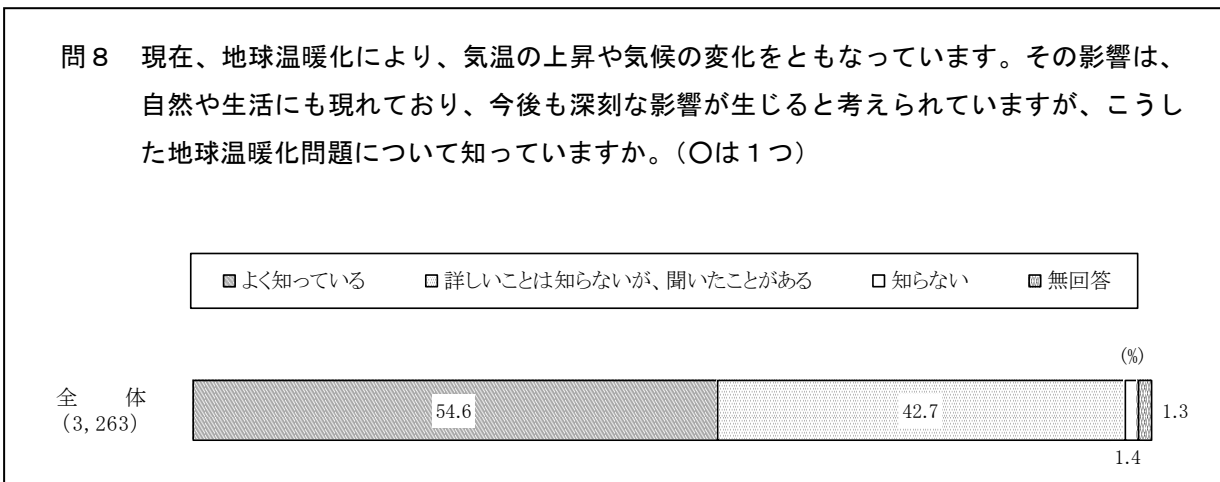 問８　現在、地球温暖化により、気温の上昇や気候の変化をともなっています。その影響は、
自然や生活にも現れており、今後も深刻な影響が生じると考えられていますが、こうし
た地球温暖化問題について知っていますか。（〇は１つ）
よく知っている　詳しいことは知らないが、聞いたことがある　知らない　無回答
(%)
全　体
(3,263)
54.6
42.7
1.3
1.4